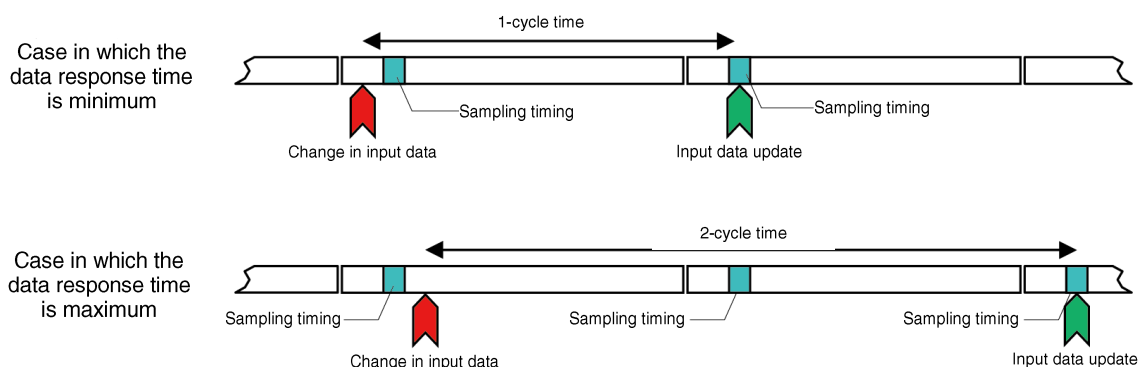 1-cycle time
Case in which the
data response time
is minimum
Sampling timing
Sampling timing
Change in input data
Input data update
2-cycle time
Case in which the
data response time
is maximum
Sampling timing
Sampling timing
Sampling timing
Change in input data
Input data update